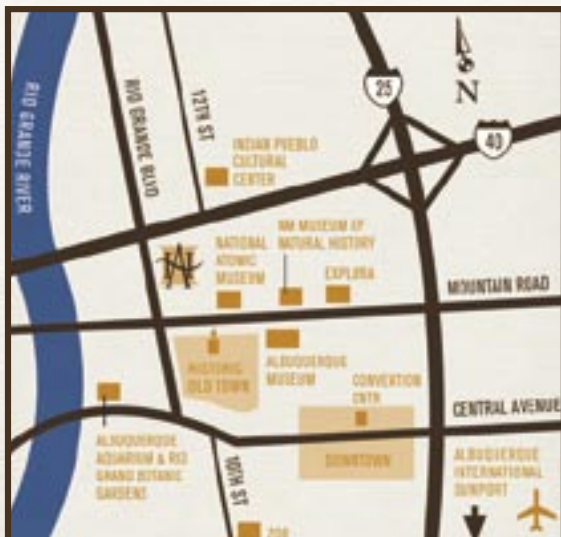 RIO GRANDE RIVER
RIO GRANDE BLVD
12TH ST
25
N
40
INDIAN PUEBLO
CULTURAL
CENTER
NATIONAL
ATOMIC
MUSEUM
NM MUSEUM OF
NATURAL HISTORY
EXPLORA
MOUNTAIN ROAD
HISTORIC
OLD TOWN
ALBUQUERQUE
MUSEUM
CONVENTION
CNTR
CENTRAL AVENUE
ALBUQUERQUE
AQUARIUM & RIO
GRAND BOTANIC
GARDENS
10TH ST
DOWNTOWN
ALBUQUERQUE
INTERNATIONAL
SUNPORT
ZOO